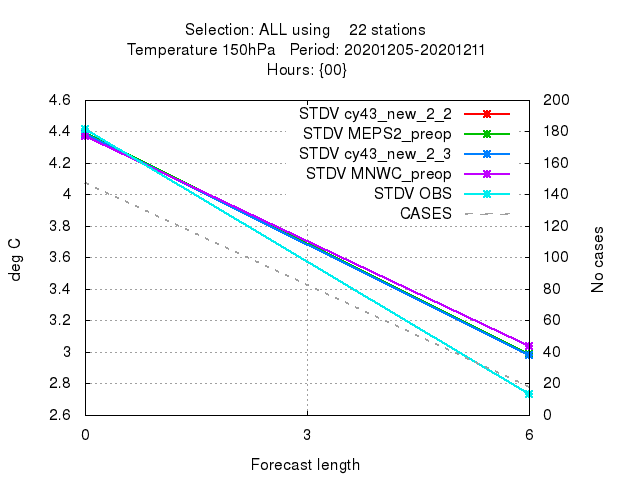 Selection: ALL using 22 stations
Temperature 150hPa Period: 20201205-20201211
Hours: {00}
4.6
4.4
4.2
4
3.8
3.6
3.4
3.2
3
2.8
2.6
deg C
STDV cy43_new_2_2
STDV MEPS2_preop
STDV cy43_new_2_3
STDV MNWC_preop
STDV OBS
CASES
200
180
160
140
120
100
80
60
40
20
0
No cases
0 3 6
Forecast length